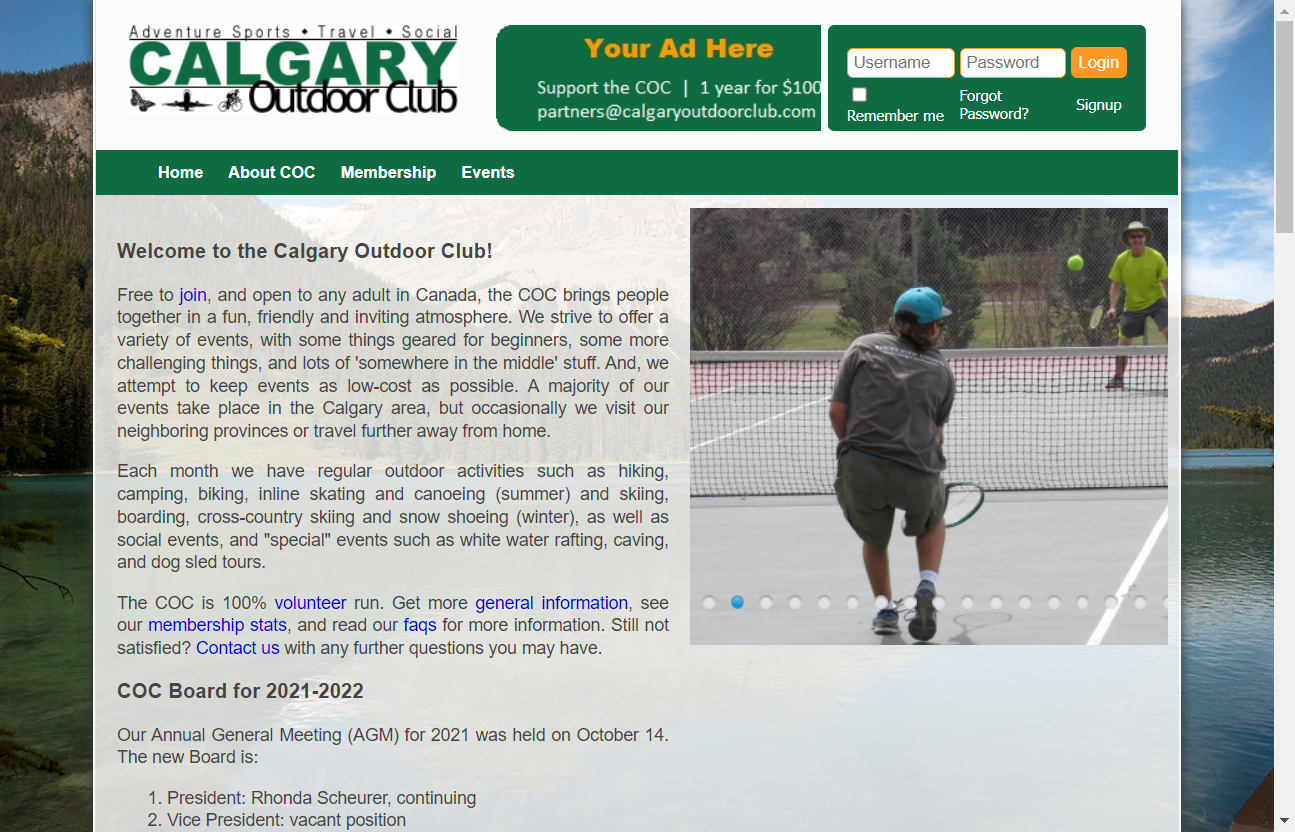 Adventure Sports • Travel • Social
CALGARY
Outdoor Club
Your Ad Here
Support the COC | 1 year for $100
partners@calgaryoutdoorclub.com
Username Password Login
Remember me
Forgot
Password?
Signup
Home About COC Membership Events
Welcome to the Calgary Outdoor Club!
Free to join, and open to any adult in Canada, the COC brings people
together in a fun, friendly and inviting atmosphere. We strive to offer a
variety of events, with some things geared for beginners, some more
challenging things, and lots of 'somewhere in the middle' stuff. And, we
attempt to keep events as low-cost as possible. A majority of our
events take place in the Calgary area, but occasionally we visit our
neighboring provinces or travel further away from home.
Each month we have regular outdoor activities such as hiking,
camping, biking, inline skating and canoeing (summer) and skiing,
boarding, cross-country skiing and snow shoeing (winter), as well as
social events, and "special" events such as white water rafting, caving,
and dog sled tours.
The COC is 100% volunteer run. Get more general information, see
our membership stats, and read our faqs for more information. Still not
satisfied? Contact us with any further questions you may have.
COC Board for 2021-2022
Our Annual General Meeting (AGM) for 2021 was held on October 14.
The new Board is:
1. President: Rhonda Scheurer, continuing
2. Vice President: vacant position